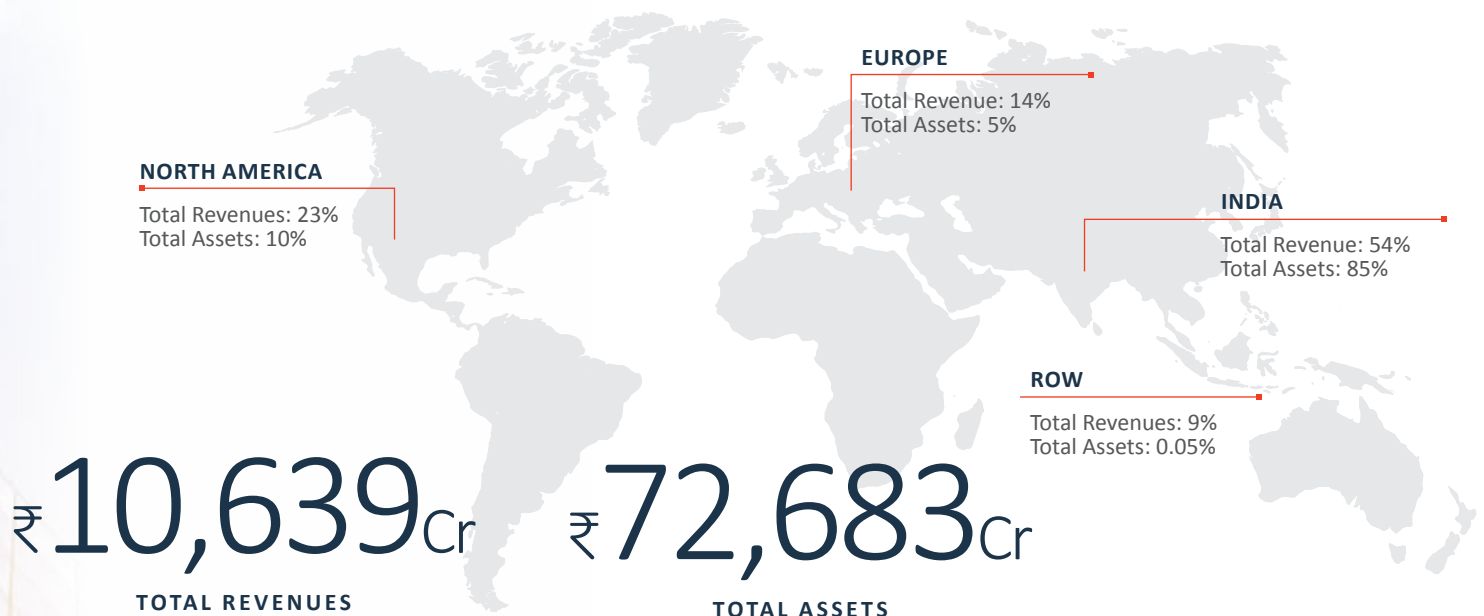 EUROPE
Total Revenue: 14%
Total Assets: 5%
NORTH AMERICA
Total Revenues: 23%
Total Assets: 10%
INDIA
Total Revenue: 54%
Total Assets: 85%
ROW
Total Revenues: 9%
Total Assets: 0.05%
₹10,639Cr
TOTAL REVENUES
₹72,683Cr
TOTAL ASSETS